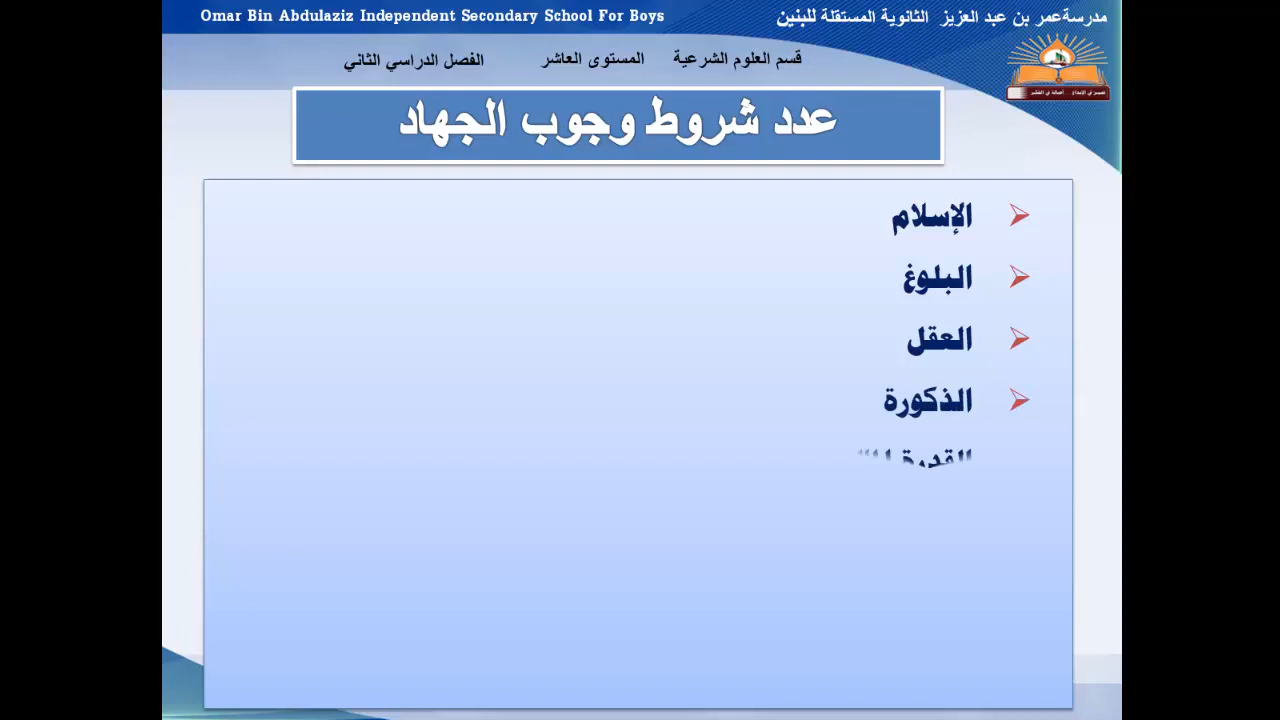 Omar Bin Abdulaziz Independent Secondary School For Boys
مدرسةعمر بن عبد العزيز الثانوية المستقلة للبنين
قسم العلوم الشرعية المستوى العاشر الفصل الدراسي الثاني
عدد شروط وجوب الجهاد
الإسلام
البلوغ
العقل
الذكورة
القدرة